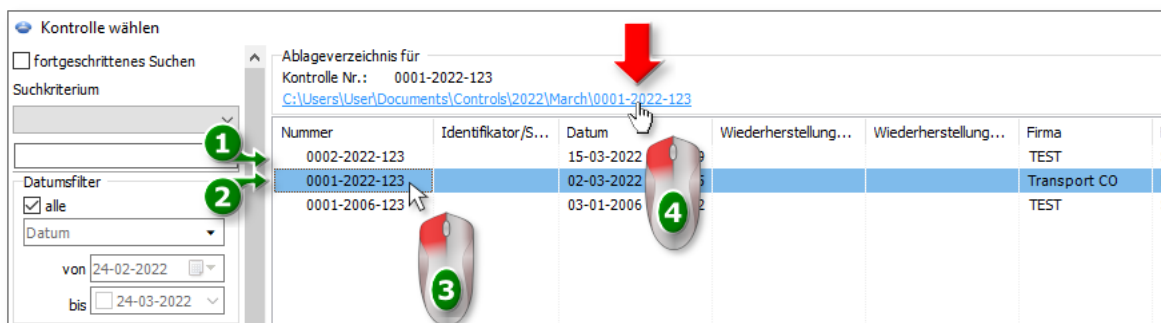 Kontrolle wählen
fortgeschrittenes Suchen
Suchkriterium
Datumsfilter
alle
Datum
von 24-02-2022
bis 24-03-2022
Ablageverzeichnis für
Kontrolle Nr.: 0001-2022-123
C:\Users\User\Documents\Controls\2022\March\0001-2022-123
Nummer Identifikator/S... Datum Wiederherstellung... Wiederherstellung... Firma
1 0002-2022-123 15-03-2022 TEST
2 0001-2022-123 02-03-2022 Transport CO
0001-2006-123 03-01-2006 2 TEST
3
4